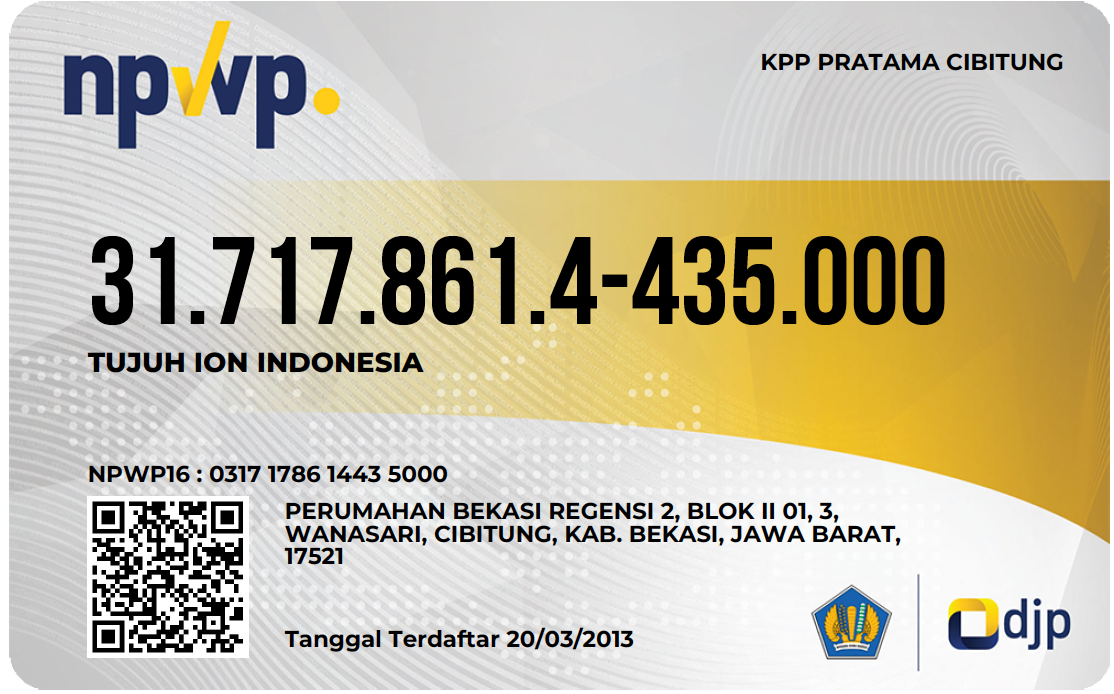 npwp.
KPP PRATAMA CIBITUNG
31.717.861.4-435.000
TUJUH ION INDONESIA
NPWP16 : 0317 1786 1443 5000
PERUMAHAN BEKASI REGENSI 2, BLOK II 01, 3,
WANASARI, CIBITUNG, KAB. BEKASI, JAWA BARAT,
17521
Tanggal Terdaftar 20/03/2013
djp